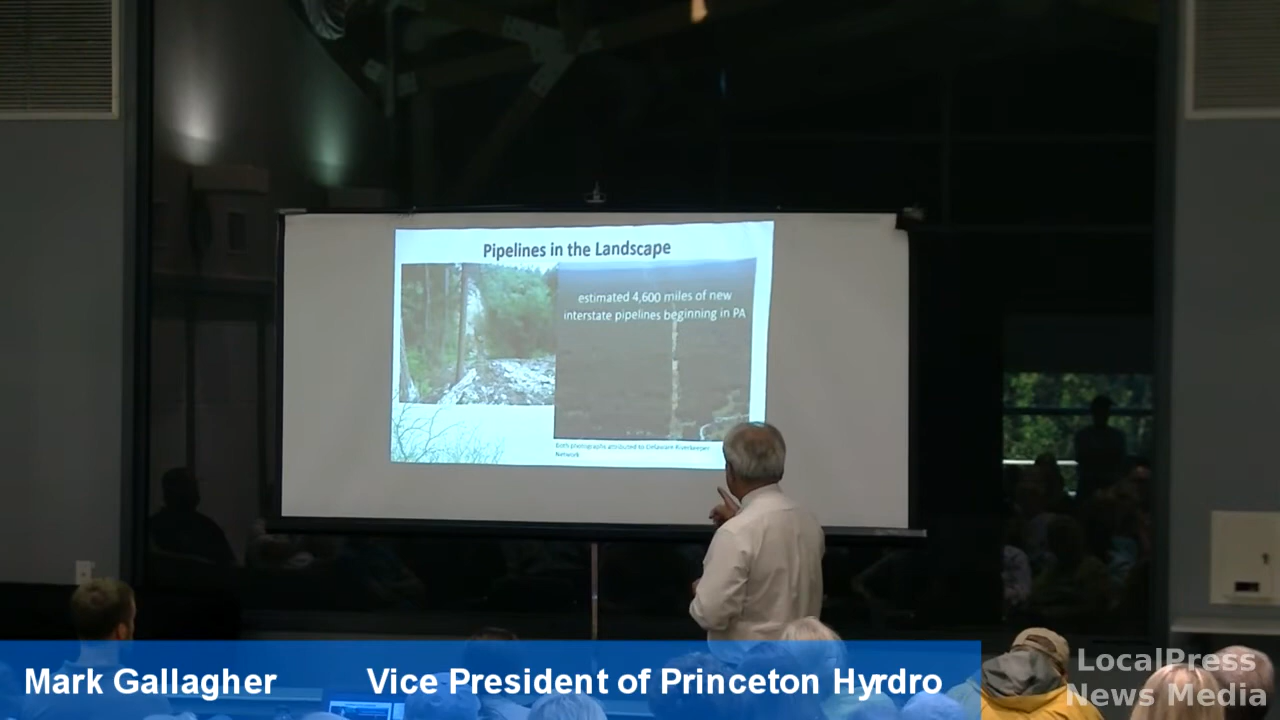 Pipelines in the Landscape
estimated 4,600 miles of new
interstate pipelines beginning in PA
Both photographs attributed to Delaware Riverkeeper
Network
Mark Gallagher Vice President of Princeton Hyrdro
LocalPress
News Media